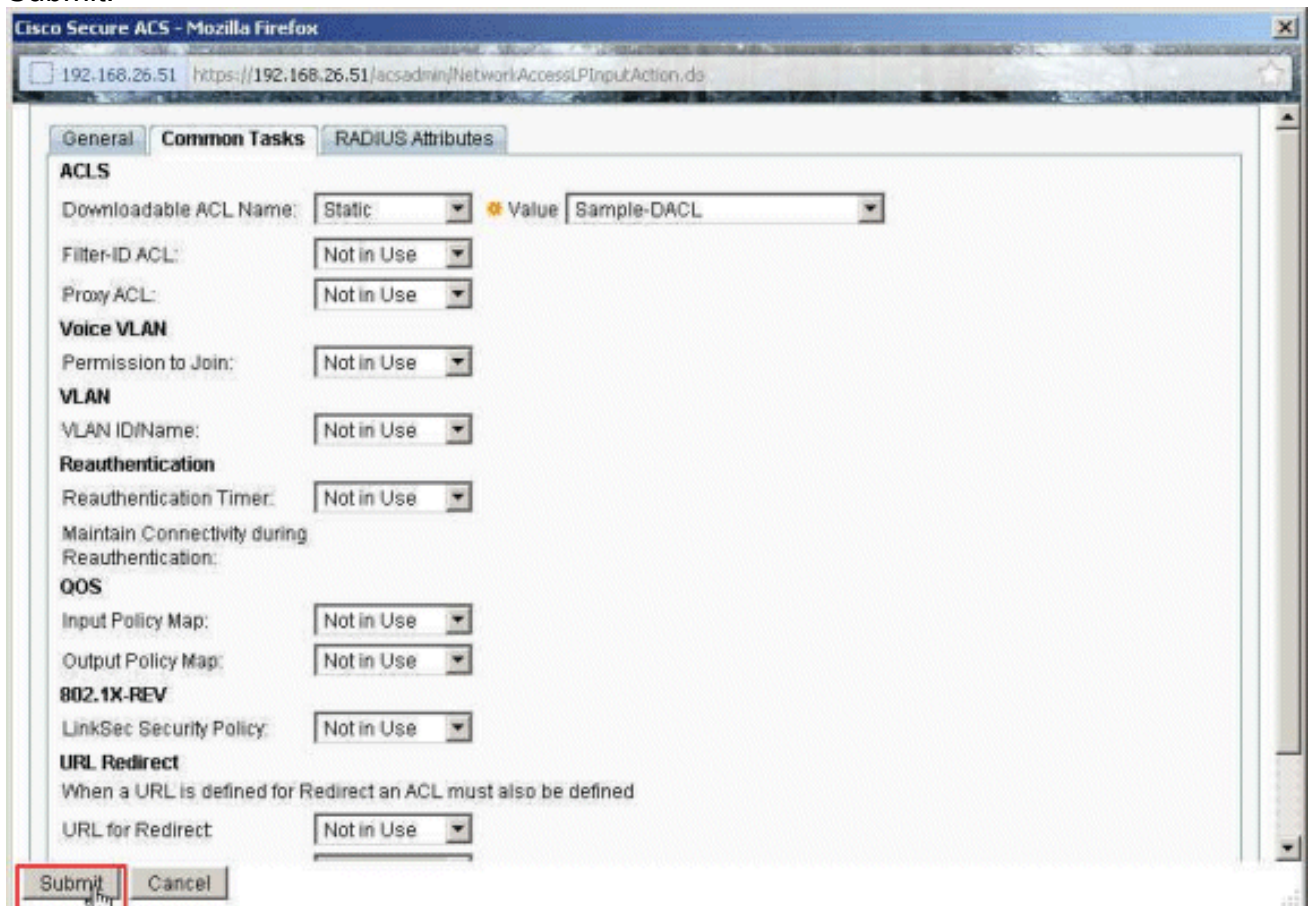 Submit.
Cisco Secure ACS - Mozilla Firefox
192.168.26.51 https://192.168.26.51/acsadmin/NetworkAccessLPInputAction.do
General Common Tasks RADIUS Attributes
ACLS
Downloadable ACL Name: Static Value Sample-DACL
Filter-ID ACL: Not in Use
Proxy ACL: Not in Use
Voice VLAN
Permission to Join: Not in Use
VLAN
VLAN ID/Name: Not in Use
Reauthentication
Reauthentication Timer: Not in Use
Maintain Connectivity during
Reauthentication:
QOS
Input Policy Map: Not in Use
Output Policy Map: Not in Use
802.1X-REV
LinkSec Security Policy: Not in Use
URL Redirect
When a URL is defined for Redirect an ACL must also be defined
URL for Redirect: Not in Use
Submit Cancel